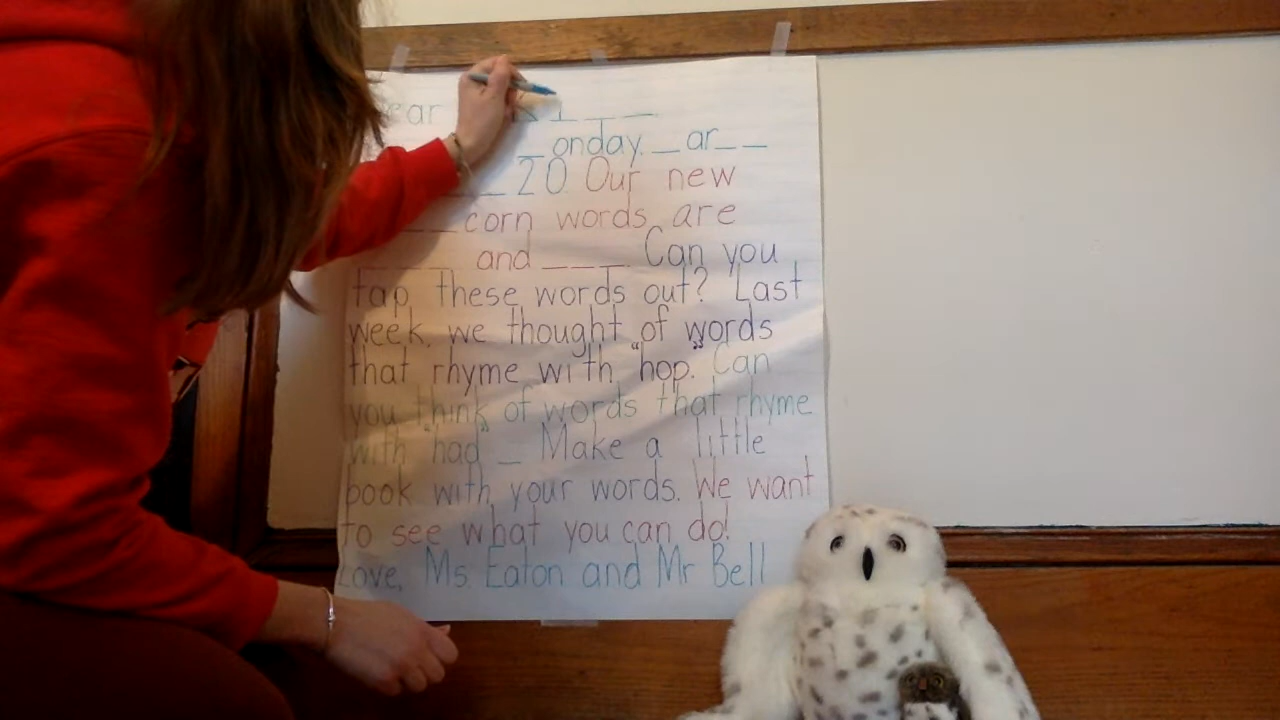 ear K I _ _ _
_ onday. _ ar _ _
_ 20 Our new
_ _ corn words are
_ _ _ _ and _ _ _. Can you
tap these words out? Last
week, we thought of words
that rhyme with "hop." Can
you think of words that rhyme
with "had" _ Make a little
book with your words. We want
to see what you can do!
Love, Ms. Eaton and Mr Bell